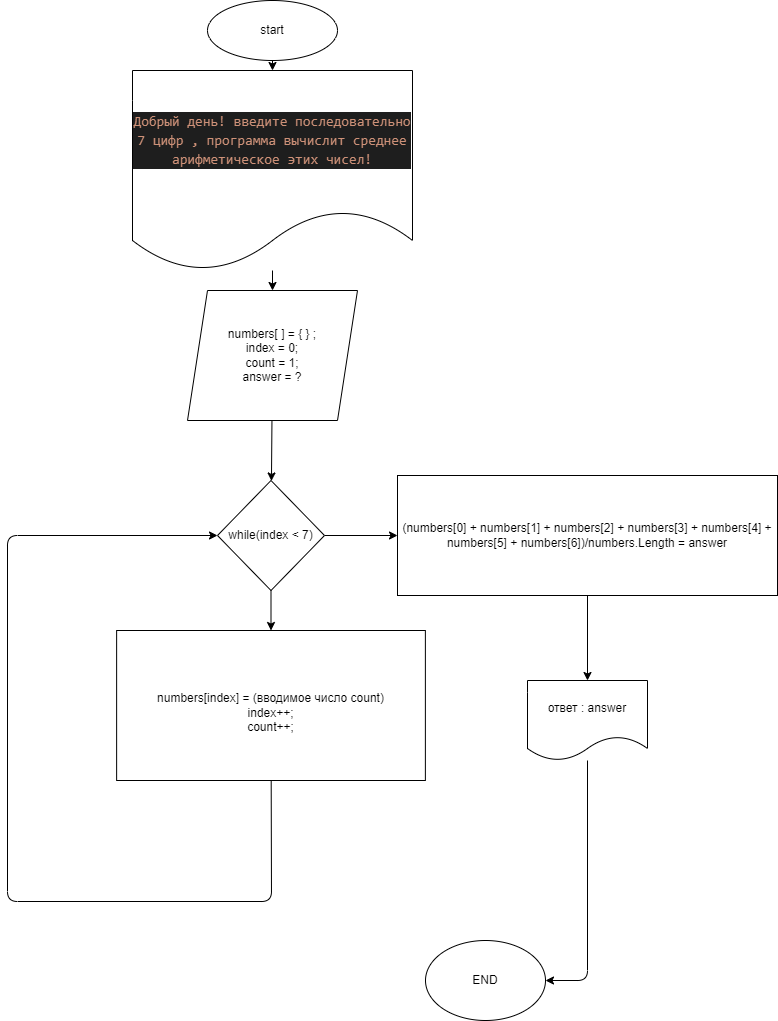 start
Добрый день! введите последовательно
7 цифр , программа вычислит среднее
арифметическое этих чисел!
numbers[ ] = { } ;
index = 0;
count = 1;
answer = ?
while(index < 7)
(numbers[0] + numbers[1] + numbers[2] + numbers[3] + numbers[4] +
numbers[5] + numbers[6])/numbers.Length = answer
numbers[index] = (вводимое число count)
index++;
count++;
ответ : answer
END